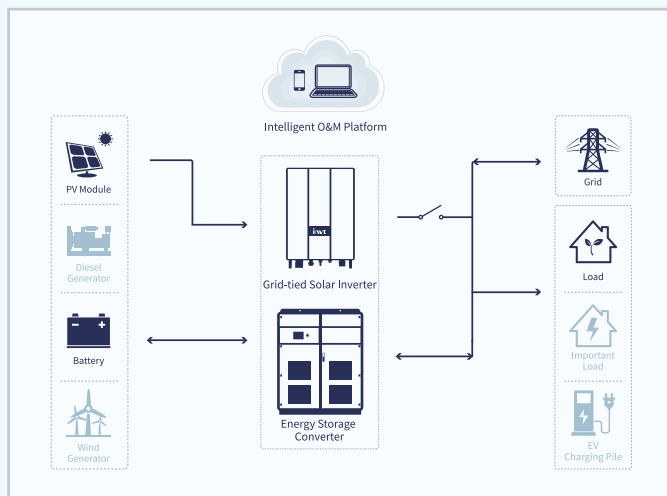 Intelligent O&M Platform
PV Module
Diesel
Generator
Battery
Wind
Generator
Grid-tied Solar Inverter
Energy Storage
Converter
Grid
Load
Important
Load
EV
Charging Pile